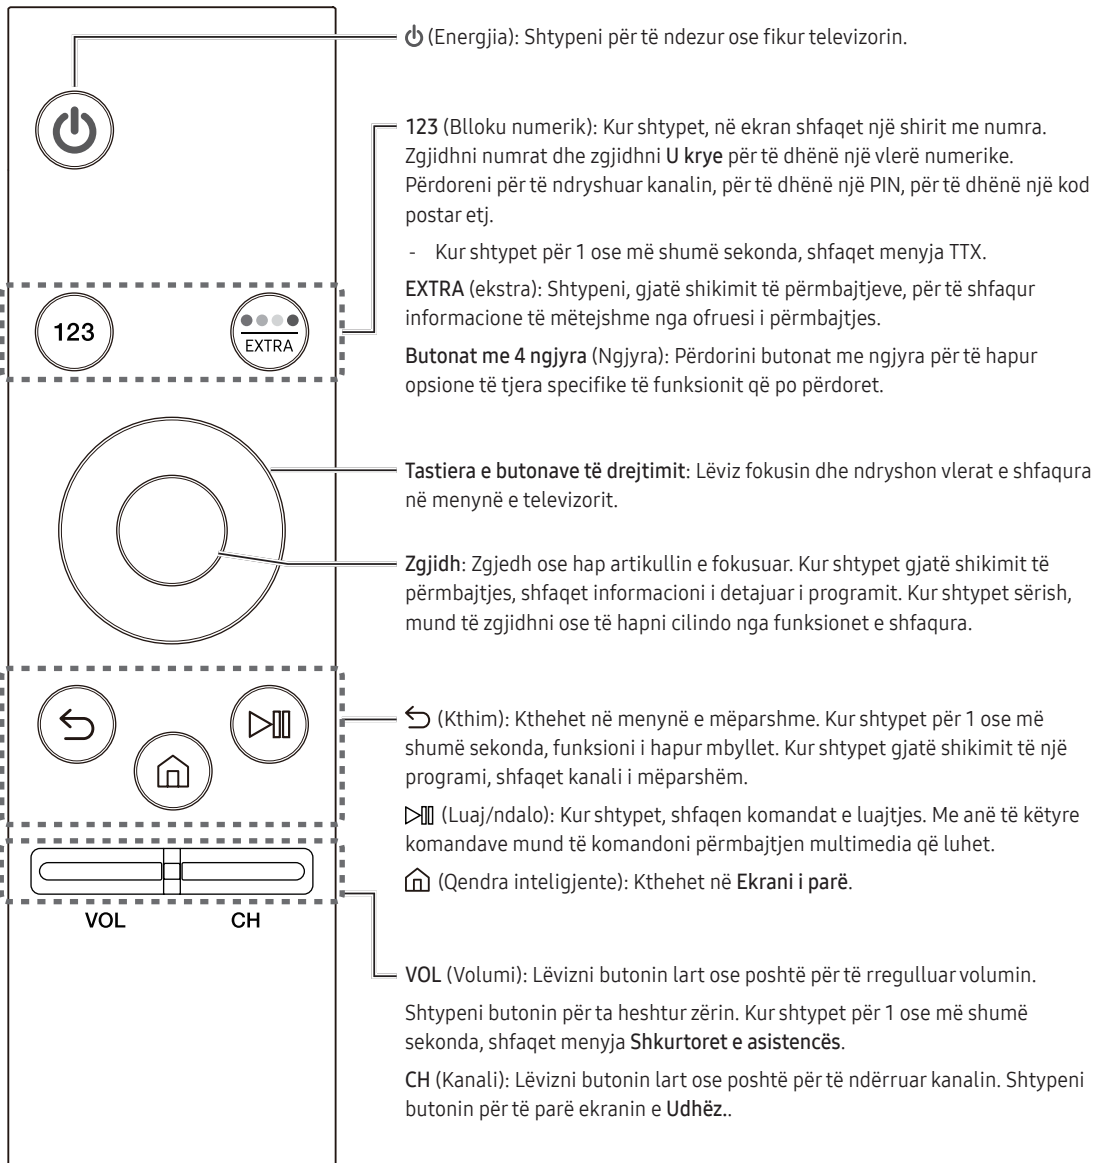 (Energjia): Shtypeni për të ndezur ose fikur televizorin.
123 (Blloku numerik): Kur shtypet, në ekran shfaqet një shirit me numra.
Zgjidhni numrat dhe zgjidhni U krye për të dhënë një vlerë numerike.
Përdoreni për të ndryshuar kanalin, për të dhënë një PIN, për të dhënë një kod
postar etj.
- Kur shtypet për 1 ose më shumë sekonda, shfaqet menyja TTX.
EXTRA (ekstra): Shtypeni, gjatë shikimit të përmbajtjeve, për të shfaqur
informacione të mëtejshme nga ofruesi i përmbajtjes.
Butonat me 4 ngjyra (Ngjyra): Përdorini butonat me ngjyra për të hapur
opsione të tjera specifike të funksionit që po përdoret.
123
EXTRA
Tastiera e butonave të drejtimit: Lëviz fokusin dhe ndryshon vlerat e shfaqura
në menynë e televizorit.
Zgjidh: Zgjedh ose hap artikullin e fokusuar. Kur shtypet gjatë shikimit të
përmbajtjes, shfaqet informacioni i detajuar i programit. Kur shtypet sërish,
mund të zgjidhni ose të hapni cilindo nga funksionet e shfaqura.
(Kthim): Kthehet në menynë e mëparshme. Kur shtypet për 1 ose më
shumë sekonda, funksioni i hapur mbyllet. Kur shtypet gjatë shikimit të një
programi, shfaqet kanali i mëparshëm.
(Luaj/ndalo): Kur shtypet, shfaqen komandat e luajtjes. Me anë të këtyre
komandave mund të komandoni përmbajtjen multimedia që luhet.
(Qendra inteligjente): Kthehet në Ekrani i parë.
VOL
CH
VOL (Volumi): Lëvizni butonin lart ose poshtë për të rregulluar volumin.
Shtypeni butonin për ta heshtur zërin. Kur shtypet për 1 ose më shumë
sekonda, shfaqet menyja Shkurtoret e asistencës.
CH (Kanali): Lëvizni butonin lart ose poshtë për të ndërruar kanalin. Shtypeni
butonin për të parë ekranin e Udhëz..